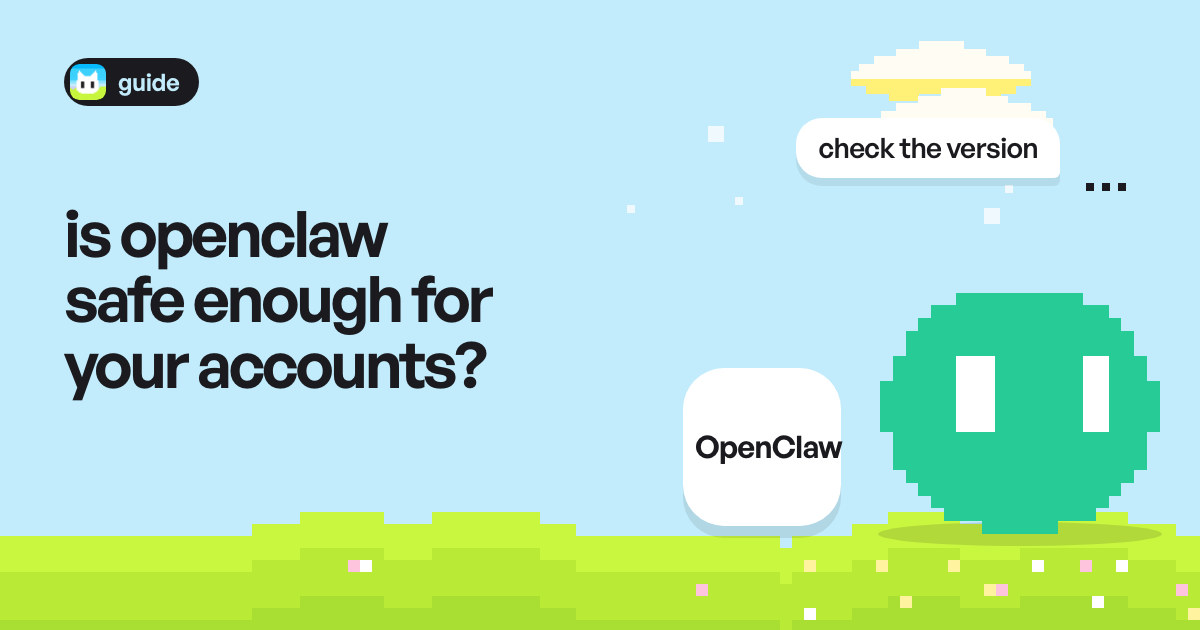 guide
check the version
is openclaw
safe enough for
your accounts?
OpenClaw